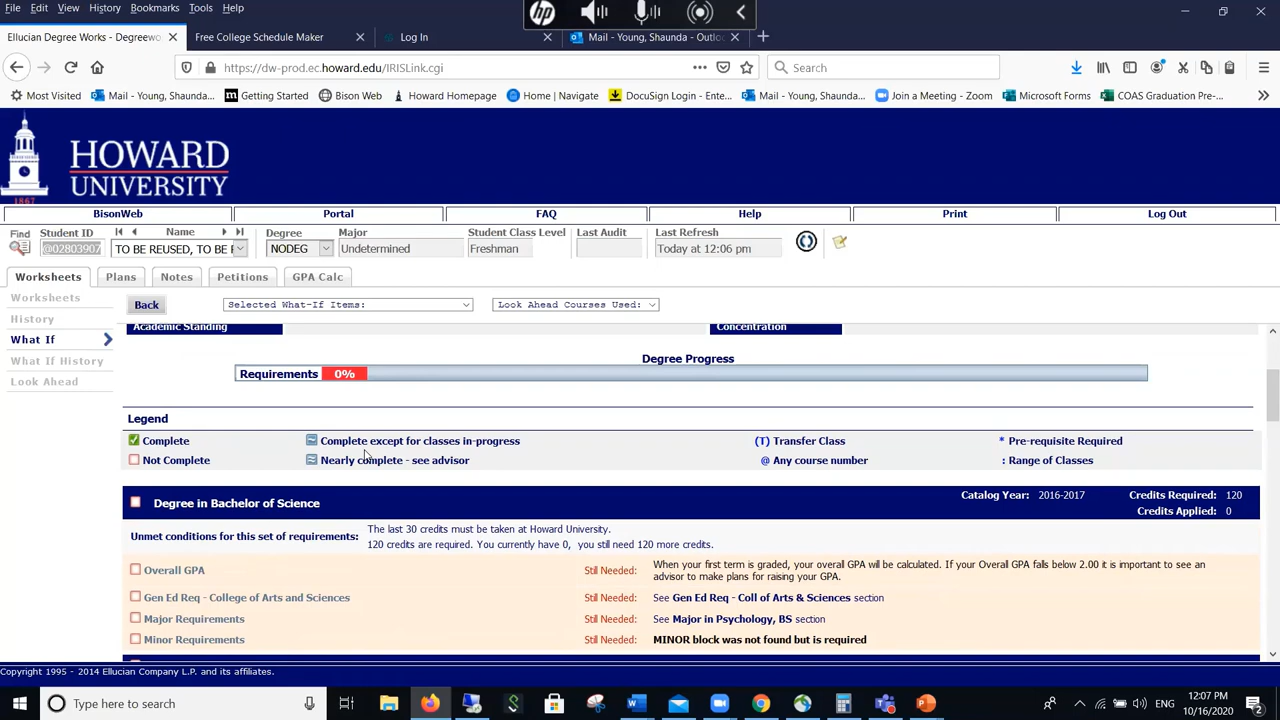 File Edit View History Bookmarks Tools Help
hp
Ellucian Degree Works - Degreewo
Free College Schedule Maker
Log In
Mail - Young, Shaunda - Outlo
https://dw-prod.ec.howard.edu/IRISLink.cgi
Search
Most Visited
Mail - Young, Shaunda...
Getting Started
Bison Web
Howard Homepage
Home | Navigate
DocuSign Login - Ente...
Mail - Young, Shaunda...
Join a Meeting - Zoom
Microsoft Forms
COAS Graduation Pre-...
HOWARD
UNIVERSITY
1867
BisonWeb Portal FAQ Help Print Log Out
Find Student ID Name Degree Major Student Class Level Last Audit Last Refresh
@02803907 TO BE REUSED, TO BE NODEG Undetermined Freshman Today at 12:06 pm
Worksheets Plans Notes Petitions GPA Calc
Worksheets
History
What If
What If History
Look Ahead
Back Selected What-If Items: Look Ahead Courses Used:
Academic Standing Concentration
Degree Progress
Requirements 0%
Legend
Complete Complete except for classes in-progress (T) Transfer Class * Pre-requisite Required
Not Complete Nearly complete - see advisor @ Any course number : Range of Classes
Degree in Bachelor of Science Catalog Year: 2016-2017 Credits Required: 120
Credits Applied: 0
Unmet conditions for this set of requirements: The last 30 credits must be taken at Howard University.
120 credits are required. You currently have 0, you still need 120 more credits.
Overall GPA Still Needed: When your first term is graded, your overall GPA will be calculated. If your Overall GPA falls below 2.00 it is important to see an
advisor to make plans for raising your GPA.
Gen Ed Req - College of Arts and Sciences Still Needed: See Gen Ed Req - Coll of Arts & Sciences section
Major Requirements Still Needed: See Major in Psychology, BS section
Minor Requirements Still Needed: MINOR block was not found but is required
Copyright 1995 - 2014 Ellucian Company L.P. and its affiliates.
Type here to search
ENG
12:07 PM
10/16/2020
2